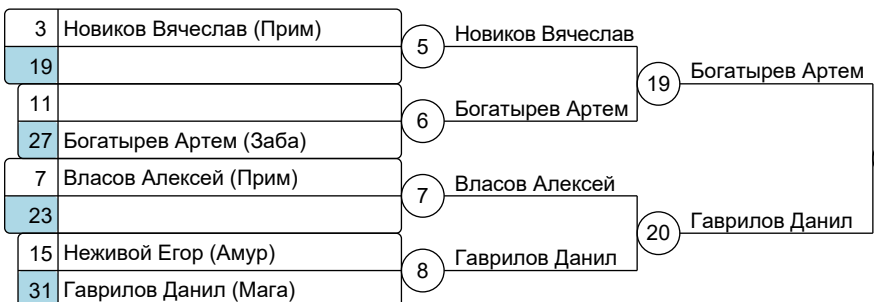 3 Новиков Вячеслав (Прим)
5 Новиков Вячеслав
19
19 Богатырев Артем
11
6 Богатырев Артем
27 Богатырев Артем (Заба)
7 Власов Алексей (Прим)
7 Власов Алексей
23
20 Гаврилов Данил
15 Неживой Егор (Амур)
8 Гаврилов Данил
31 Гаврилов Данил (Мага)